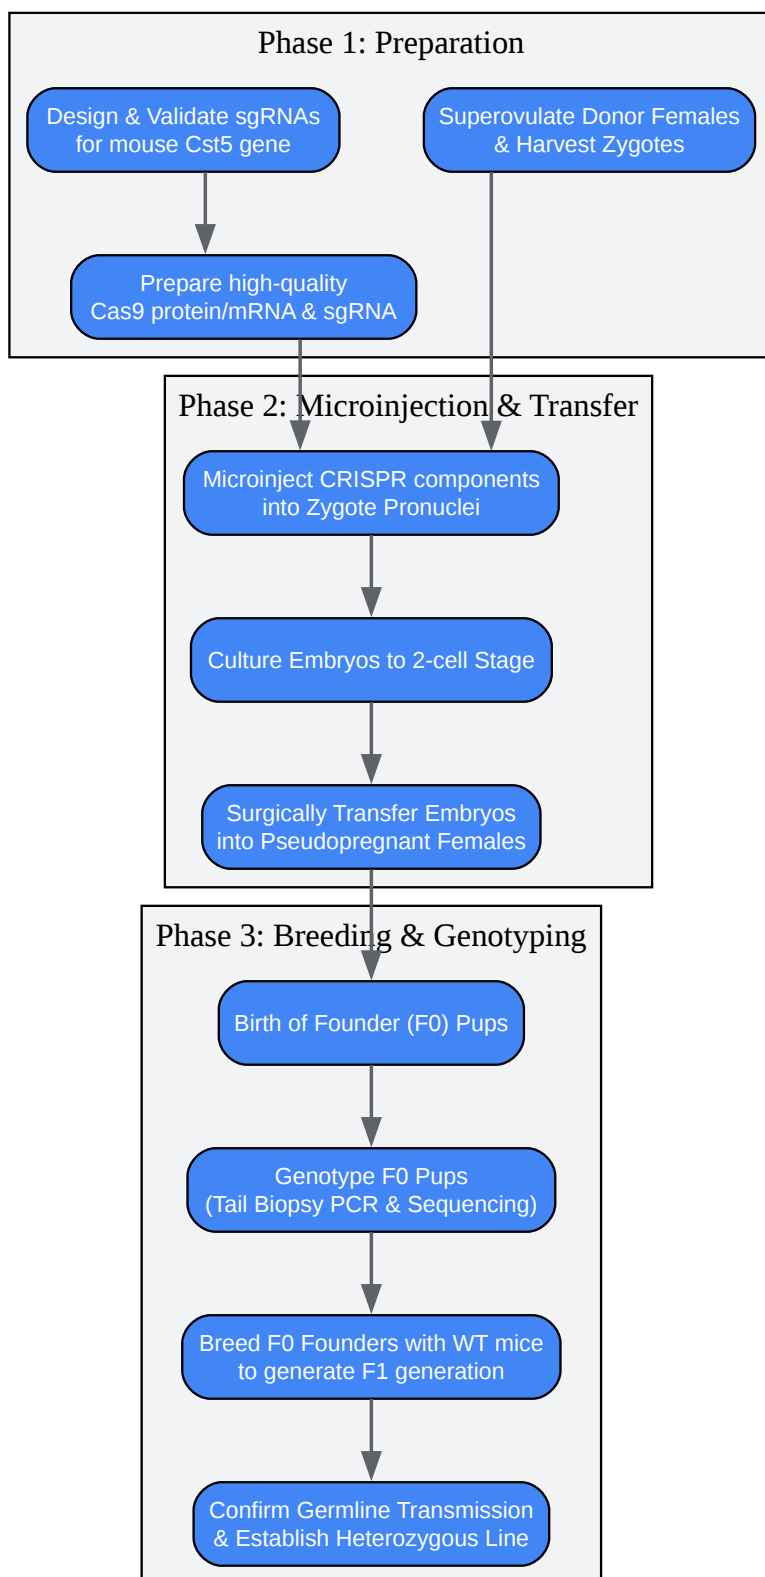 Phase 1: Preparation
Design & Validate sgRNAs
for mouse Cst5 gene
Superovulate Donor Females
& Harvest Zygotes
Prepare high-quality
Cas9 protein/mRNA & sgRNA
Phase 2: Microinjection & Transfer
Microinject CRISPR components
into Zygote Pronuclei
Culture Embryos to 2-cell Stage
Surgically Transfer Embryos
into Pseudopregnant Females
Phase 3: Breeding & Genotyping
Birth of Founder (F0) Pups
Genotype F0 Pups
(Tail Biopsy PCR & Sequencing)
Breed F0 Founders with WT mice
to generate F1 generation
Confirm Germline Transmission
& Establish Heterozygous Line